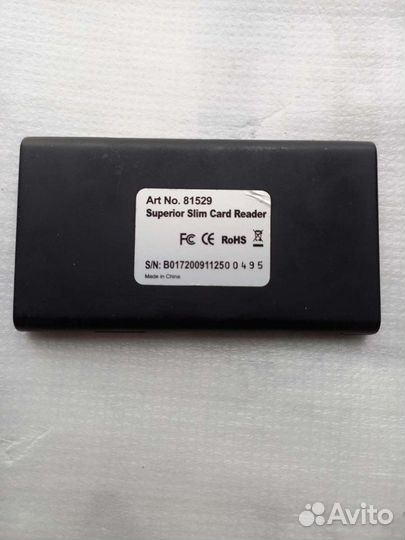 Art No. 81529
Superior Slim Card Reader
FC CE RoHS
S/N: B017200911250 0 4 9 5
Made in China
Avito